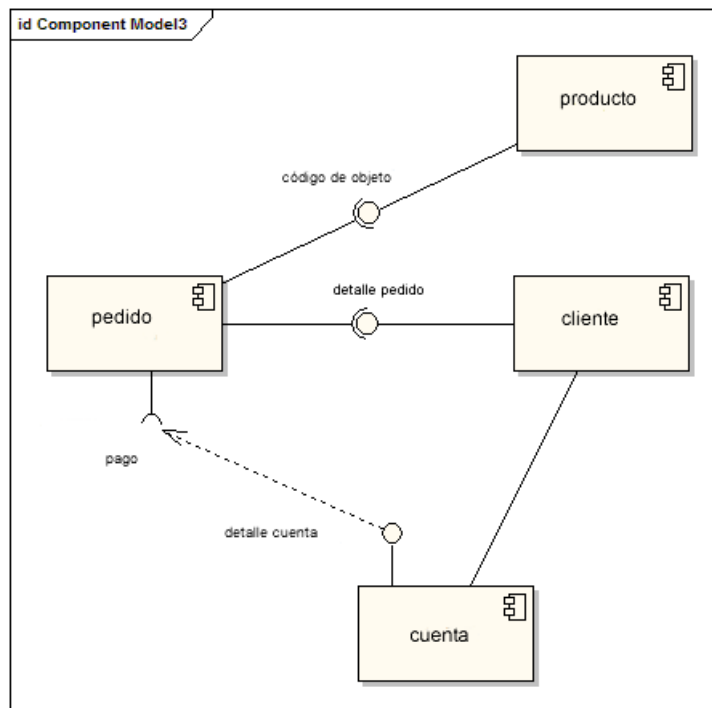 id Component Model3
producto
código de objeto
detalle pedido
pedido
cliente
pago
detalle cuenta
cuenta